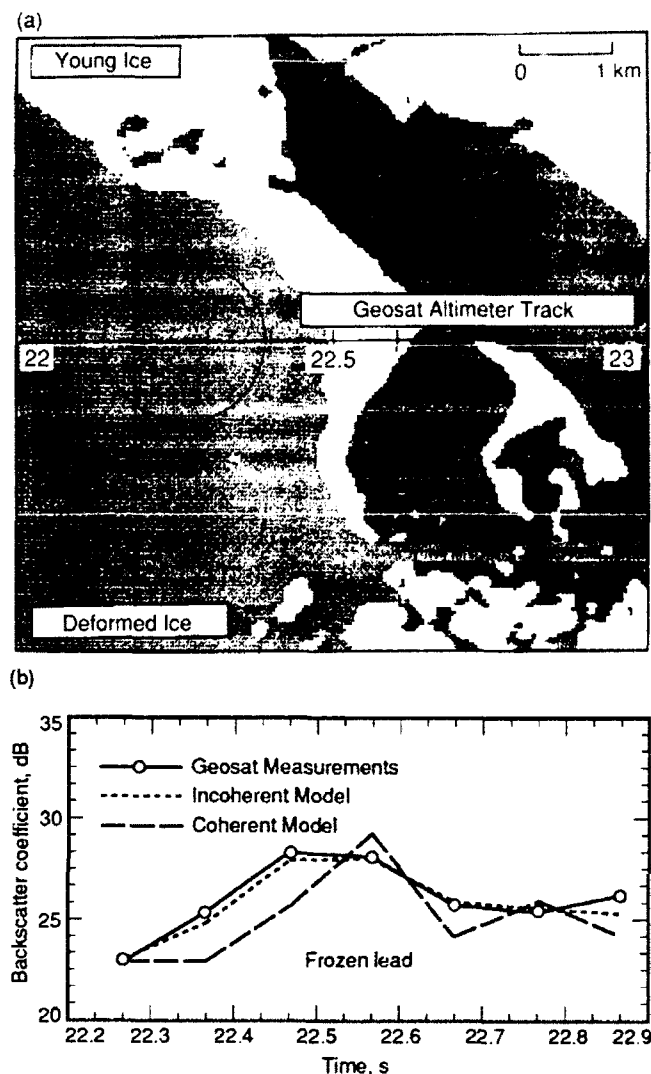 (a)
Young Ice
0 1 km
Geosat Altimeter Track
22 22.5 23
Deformed Ice
(b)
35
30
25
20
Backscatter coefficient, dB
Geosat Measurements
Incoherent Model
Coherent Model
Frozen lead
22.2 22.3 22.4 22.5 22.6 22.7 22.8 22.9
Time, s